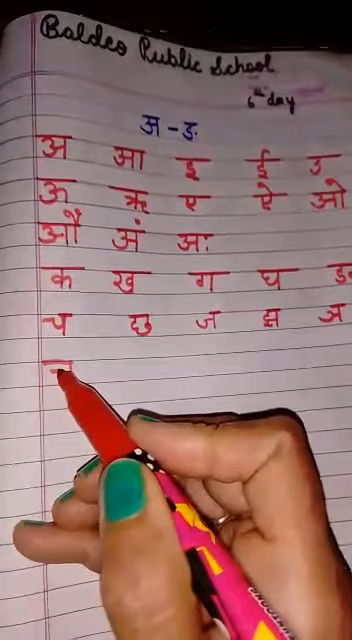 Baldeo Public School
6th day
अ - ङ
अ आ इ ई उ
ऊ ऋ ए ऐ ओ
औ अं अः
क ख ग घ ङ
च छ ज झ ञ